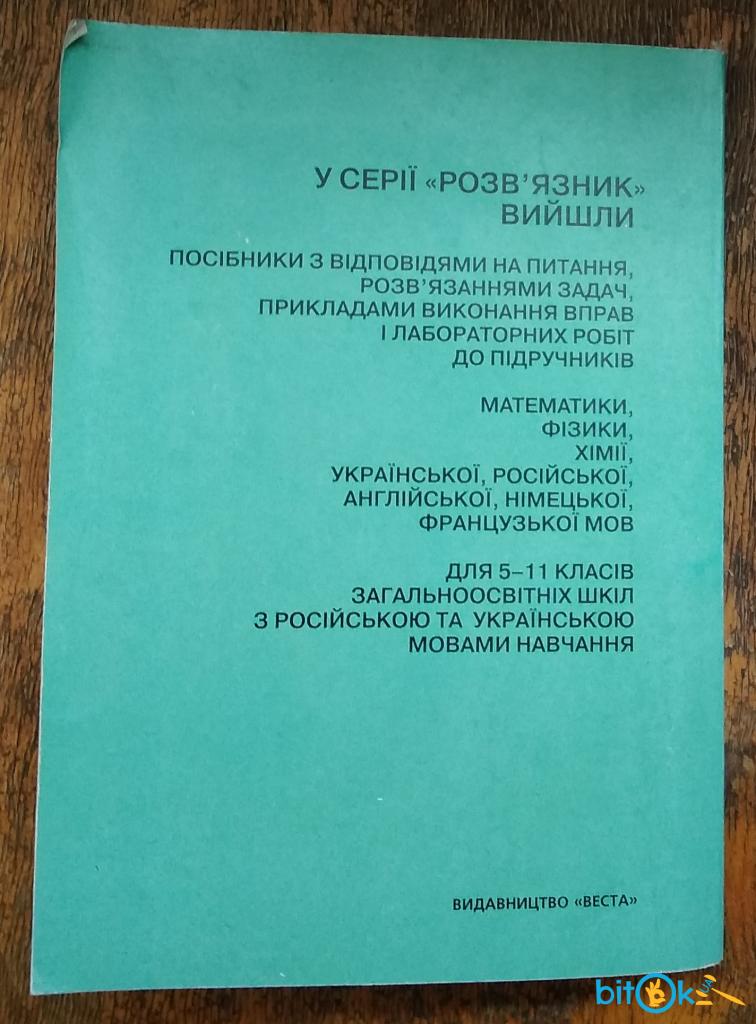 У СЕРІЇ «РОЗВ'ЯЗНИК»
ВИЙШЛИ
ПОСІБНИКИ З ВІДПОВІДЯМИ НА ПИТАННЯ,
РОЗВ'ЯЗАННЯМИ ЗАДАЧ,
ПРИКЛАДАМИ ВИКОНАННЯ ВПРАВ
І ЛАБОРАТОРНИХ РОБІТ
ДО ПІДРУЧНИКІВ
МАТЕМАТИКИ,
ФІЗИКИ,
ХІМІЇ,
УКРАЇНСЬКОЇ, РОСІЙСЬКОЇ,
АНГЛІЙСЬКОЇ, НІМЕЦЬКОЇ,
ФРАНЦУЗЬКОЇ МОВ
ДЛЯ 5–11 КЛАСІВ
ЗАГАЛЬНООСВІТНІХ ШКІЛ
З РОСІЙСЬКОЮ ТА УКРАЇНСЬКОЮ
МОВАМИ НАВЧАННЯ
ВИДАВНИЦТВО «ВЕСТА»
bitOk.ua